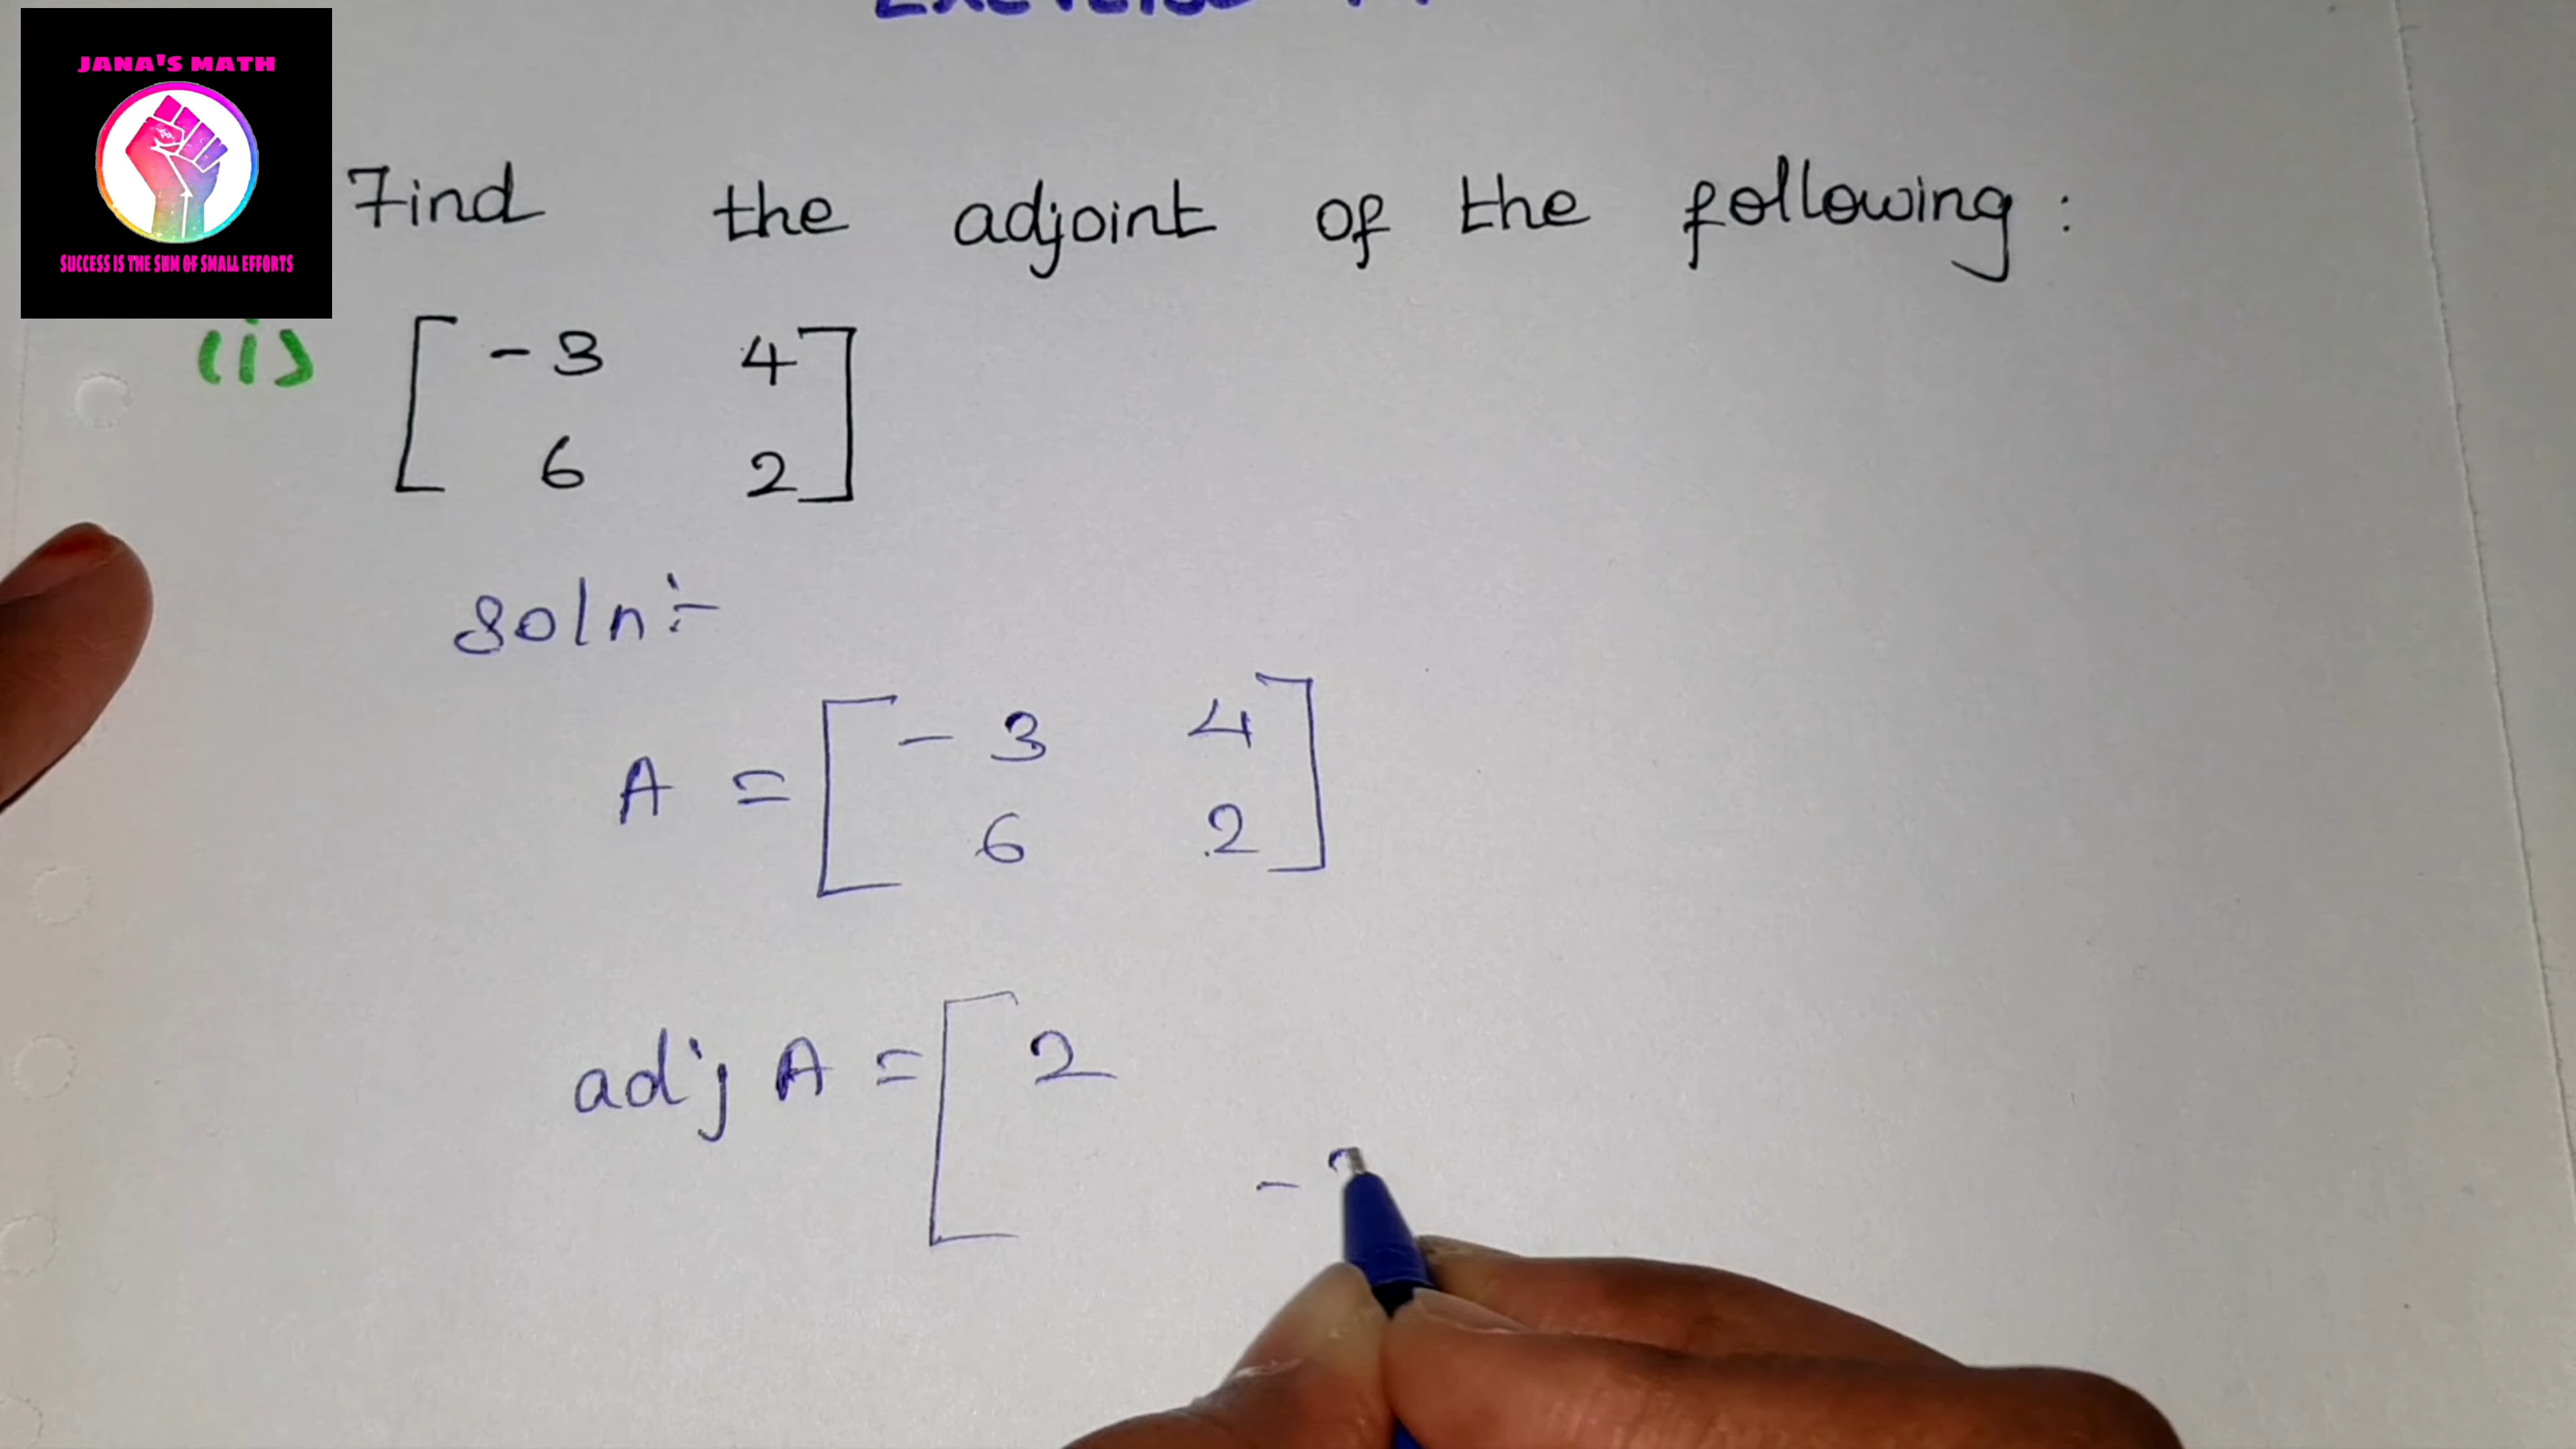 JANA'S MATH
SUCCESS IS THE SUM OF SMALL EFFORTS
Find the adjoint of the following :
(i) [ -3 4
6 2 ]
Soln :-
A = [ -3 4
6 2 ]
adj A = [ 2
-